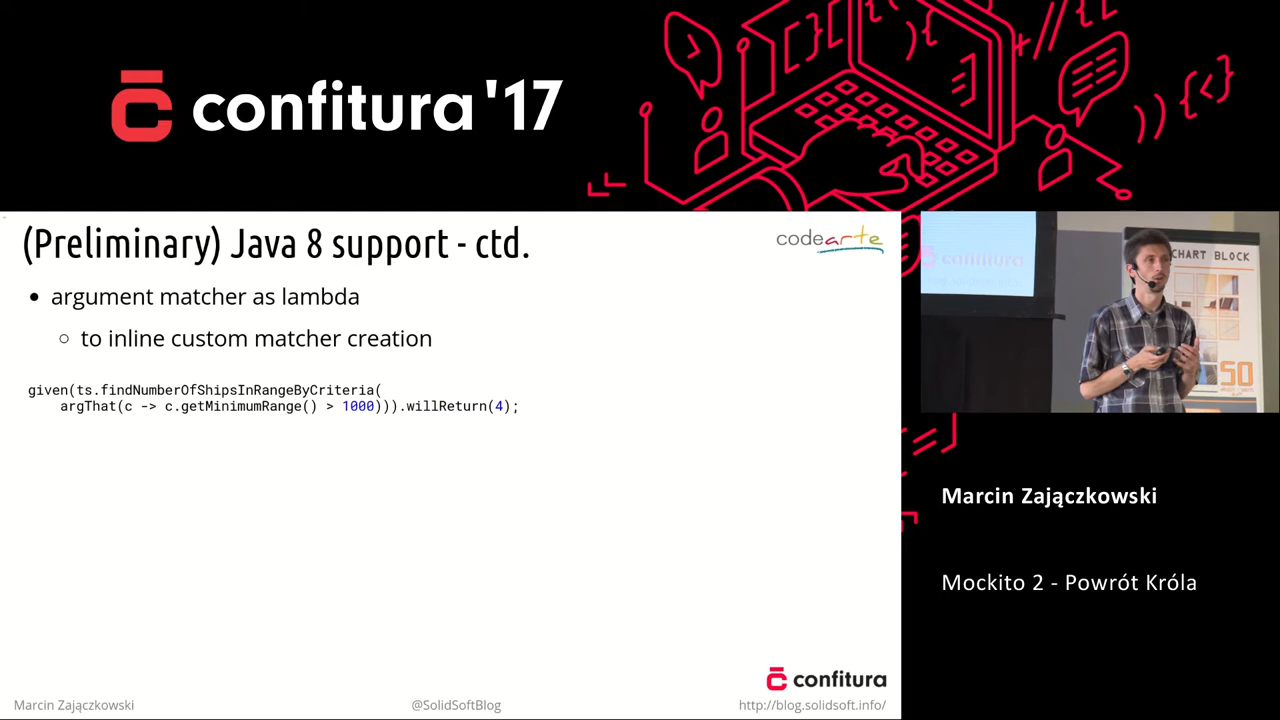 confitura '17
(Preliminary) Java 8 support - ctd.
codearte
• argument matcher as lambda
○ to inline custom matcher creation
given(ts.findNumberOfShipsInRangeByCriteria(
argThat(c -> c.getMinimumRange() > 1000))).willReturn(4);
CHART BLOCK
50
confitura
Marcin Zajączkowski
Mockito 2 - Powrót Króla
confitura
Marcin Zajączkowski
@SolidSoftBlog
http://blog.solidsoft.info/